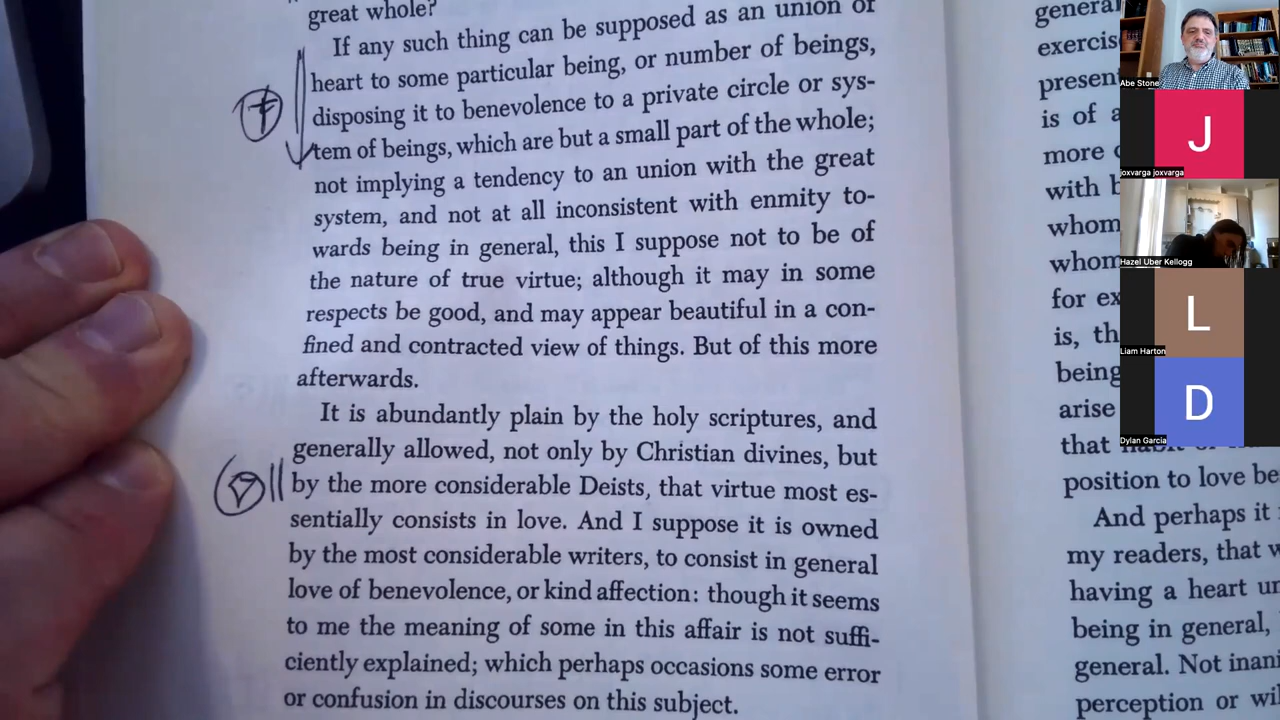 great whole?
If any such thing can be supposed as an union of
heart to some particular being, or number of beings,
disposing it to benevolence to a private circle or sys-
tem of beings, which are but a small part of the whole;
not implying a tendency to an union with the great
system, and not at all inconsistent with enmity to-
wards being in general, this I suppose not to be of
the nature of true virtue; although it may in some
respects be good, and may appear beautiful in a con-
fined and contracted view of things. But of this more
afterwards.
It is abundantly plain by the holy scriptures, and
generally allowed, not only by Christian divines, but
by the more considerable Deists, that virtue most es-
sentially consists in love. And I suppose it is owned
by the most considerable writers, to consist in general
love of benevolence, or kind affection: though it seems
to me the meaning of some in this affair is not suffi-
ciently explained; which perhaps occasions some error
or confusion in discourses on this subject.
general
exercis
present
is of a
more
with b
whom
whom
for ex
is, th
being
arise
that
position to love be
And perhaps it
my readers, that w
having a heart un
being in general,
general. Not inani
perception or wil
Abe Stone
J
joxvarga joxvarga
Hazel Uber Kellogg
L
Liam Harton
D
Dylan Garcia